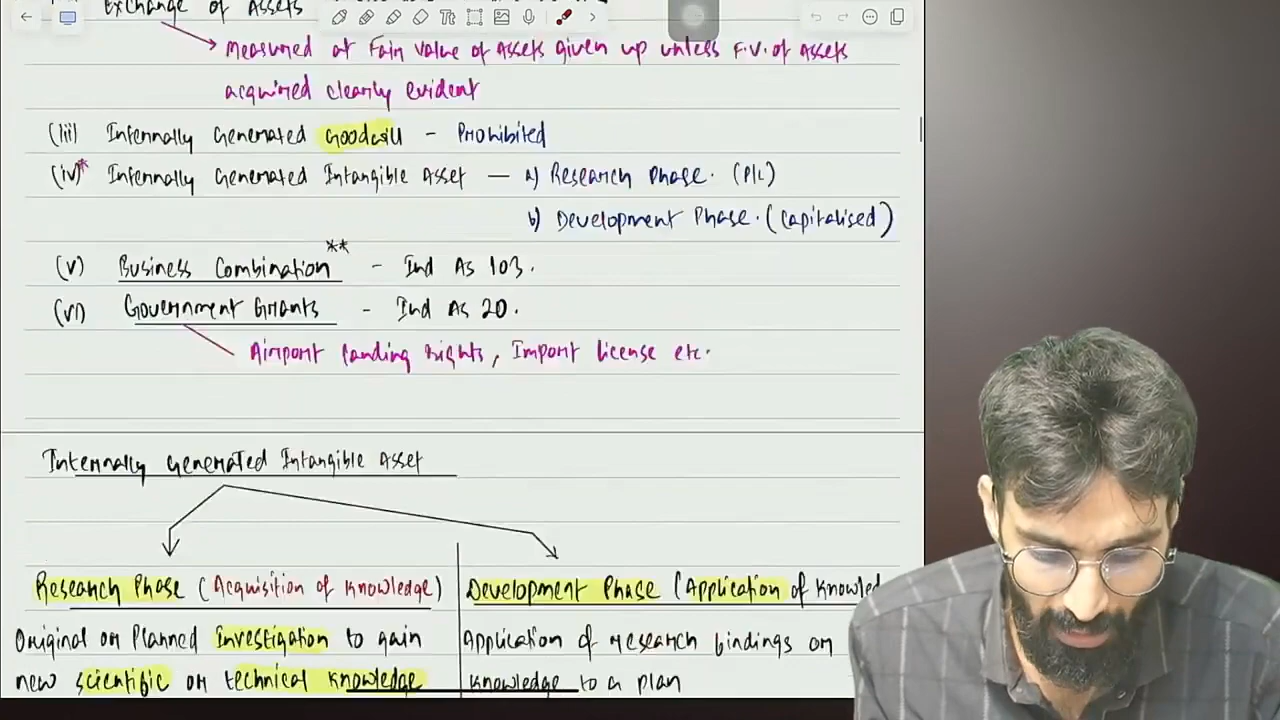 Exchange of Assets
Measured at Fair value of Assets given up unless F.V. of Assets
acquired clearly evident
(iii) Internally Generated Goodwill - Prohibited
(iv)* Internally Generated Intangible Asset — a) Research Phase. (P/L)
b) Development Phase. (Capitalised)
(v) Business Combination** - Ind As 103.
(vi) Government Grants - Ind As 20.
Airport landing rights, Import license etc.
Internally Generated Intangible Asset
Research Phase (Acquisition of knowledge)
Development Phase (Application of knowled
Original or Planned Investigation to gain
new scientific or technical knowledge
Application of research bindings or
knowledge to a plan